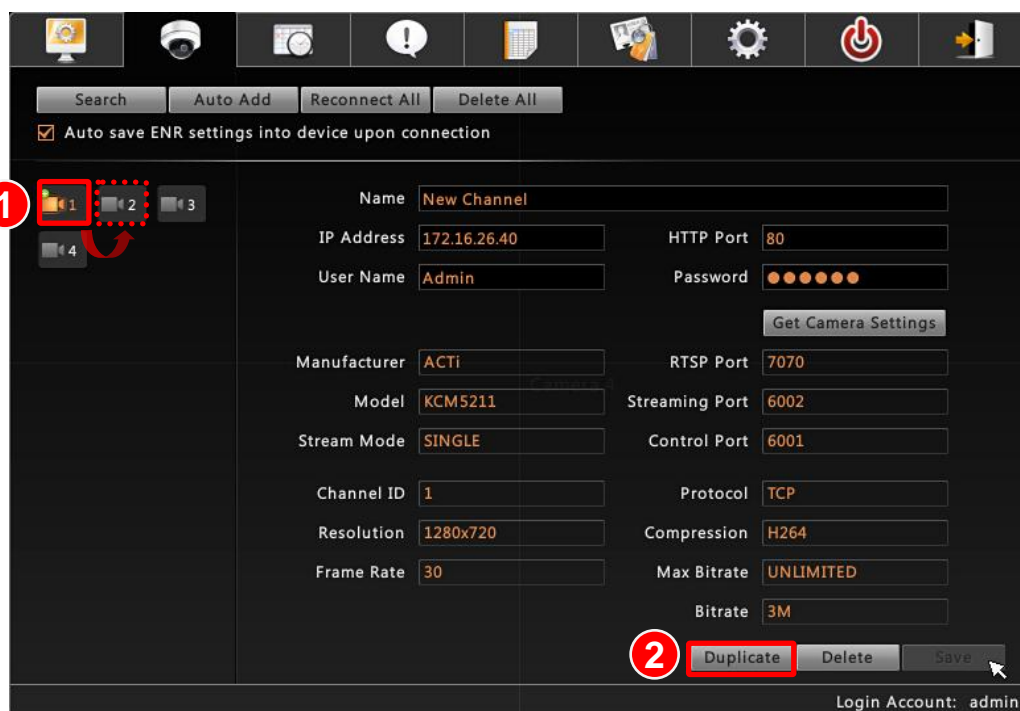 Search Auto Add Reconnect All Delete All
Auto save ENR settings into device upon connection
1
1 2 3
4
Name New Channel
IP Address 172.16.26.40 HTTP Port 80
User Name Admin Password ●●●●●●
Get Camera Settings
Manufacturer ACTi RTSP Port 7070
Camera 4
Model KCM5211 Streaming Port 6002
Stream Mode SINGLE Control Port 6001
Channel ID 1 Protocol TCP
Resolution 1280x720 Compression H264
Frame Rate 30 Max Bitrate UNLIMITED
Bitrate 3M
2 Duplicate Delete Save
Login Account: admin